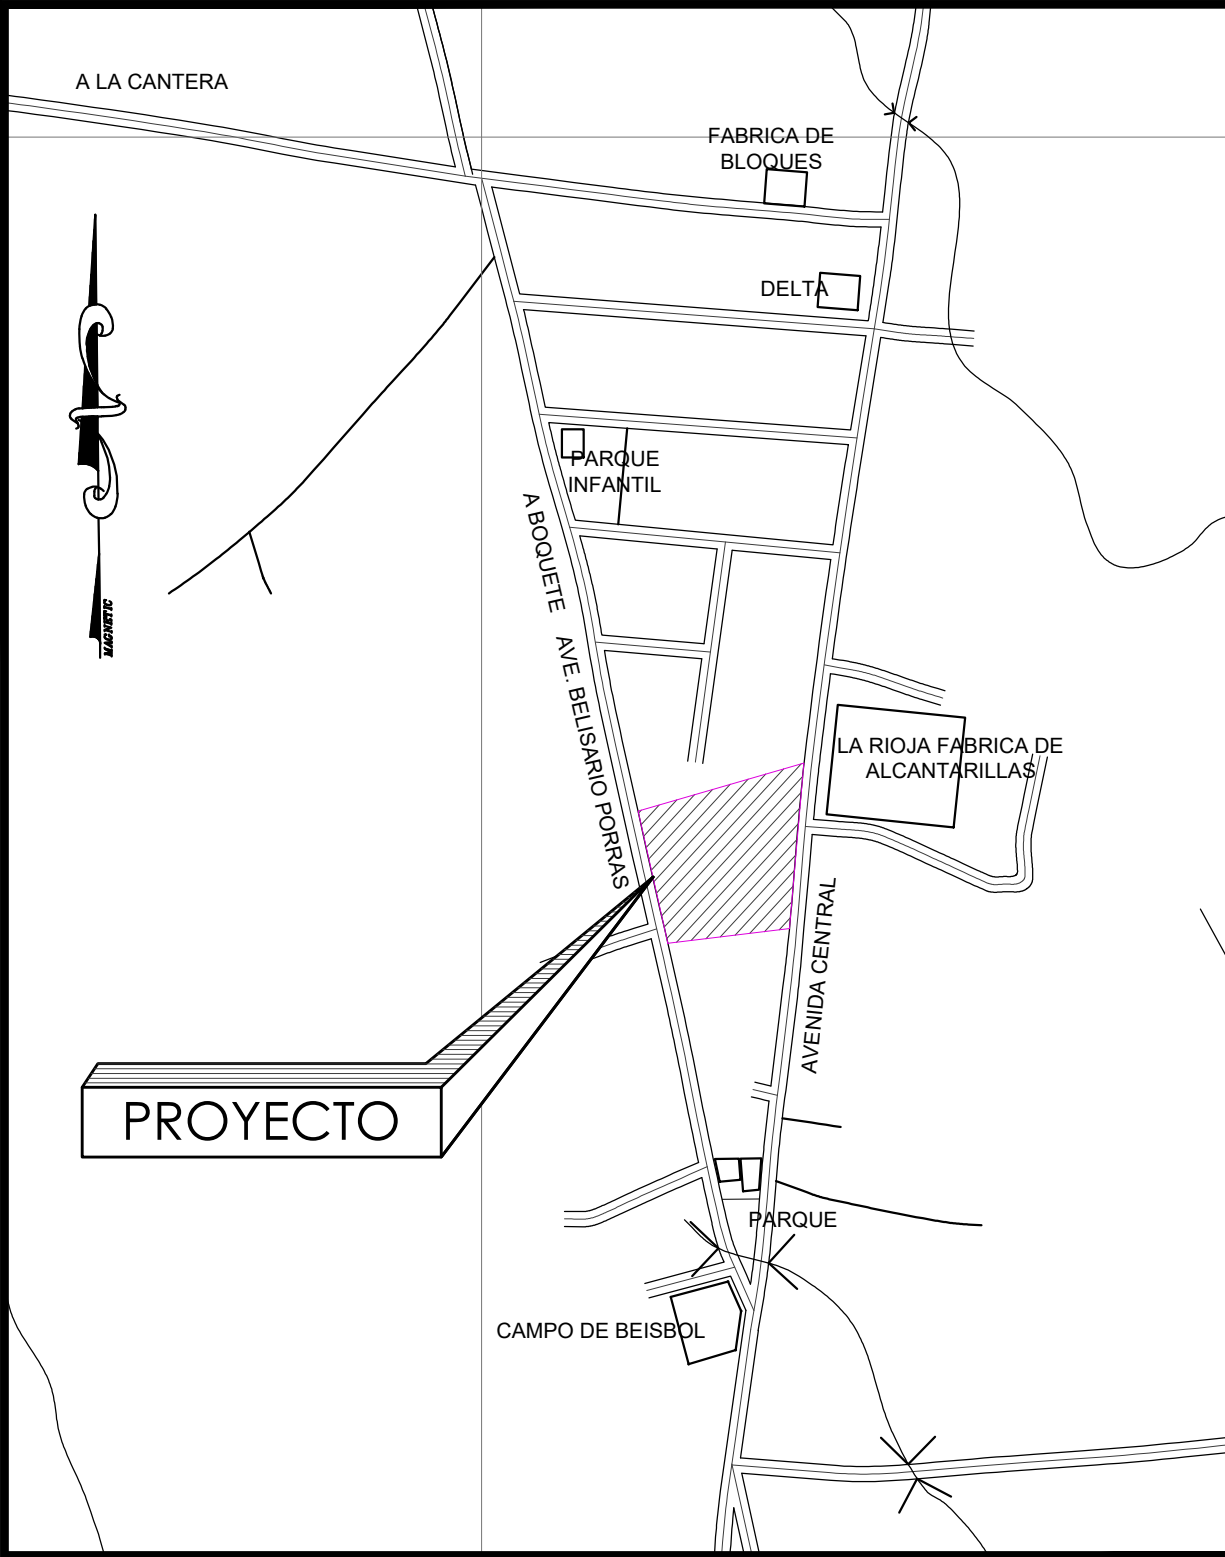 A LA CANTERA
FABRICA DE
BLOQUES
DELTA
PARQUE
INFANTIL
A BOQUETE   AVE. BELISARIO PORRAS
MAGNETIC
LA RIOJA FABRICA DE
ALCANTARILLAS
AVENIDA CENTRAL
PROYECTO
PARQUE
CAMPO DE BEISBOL